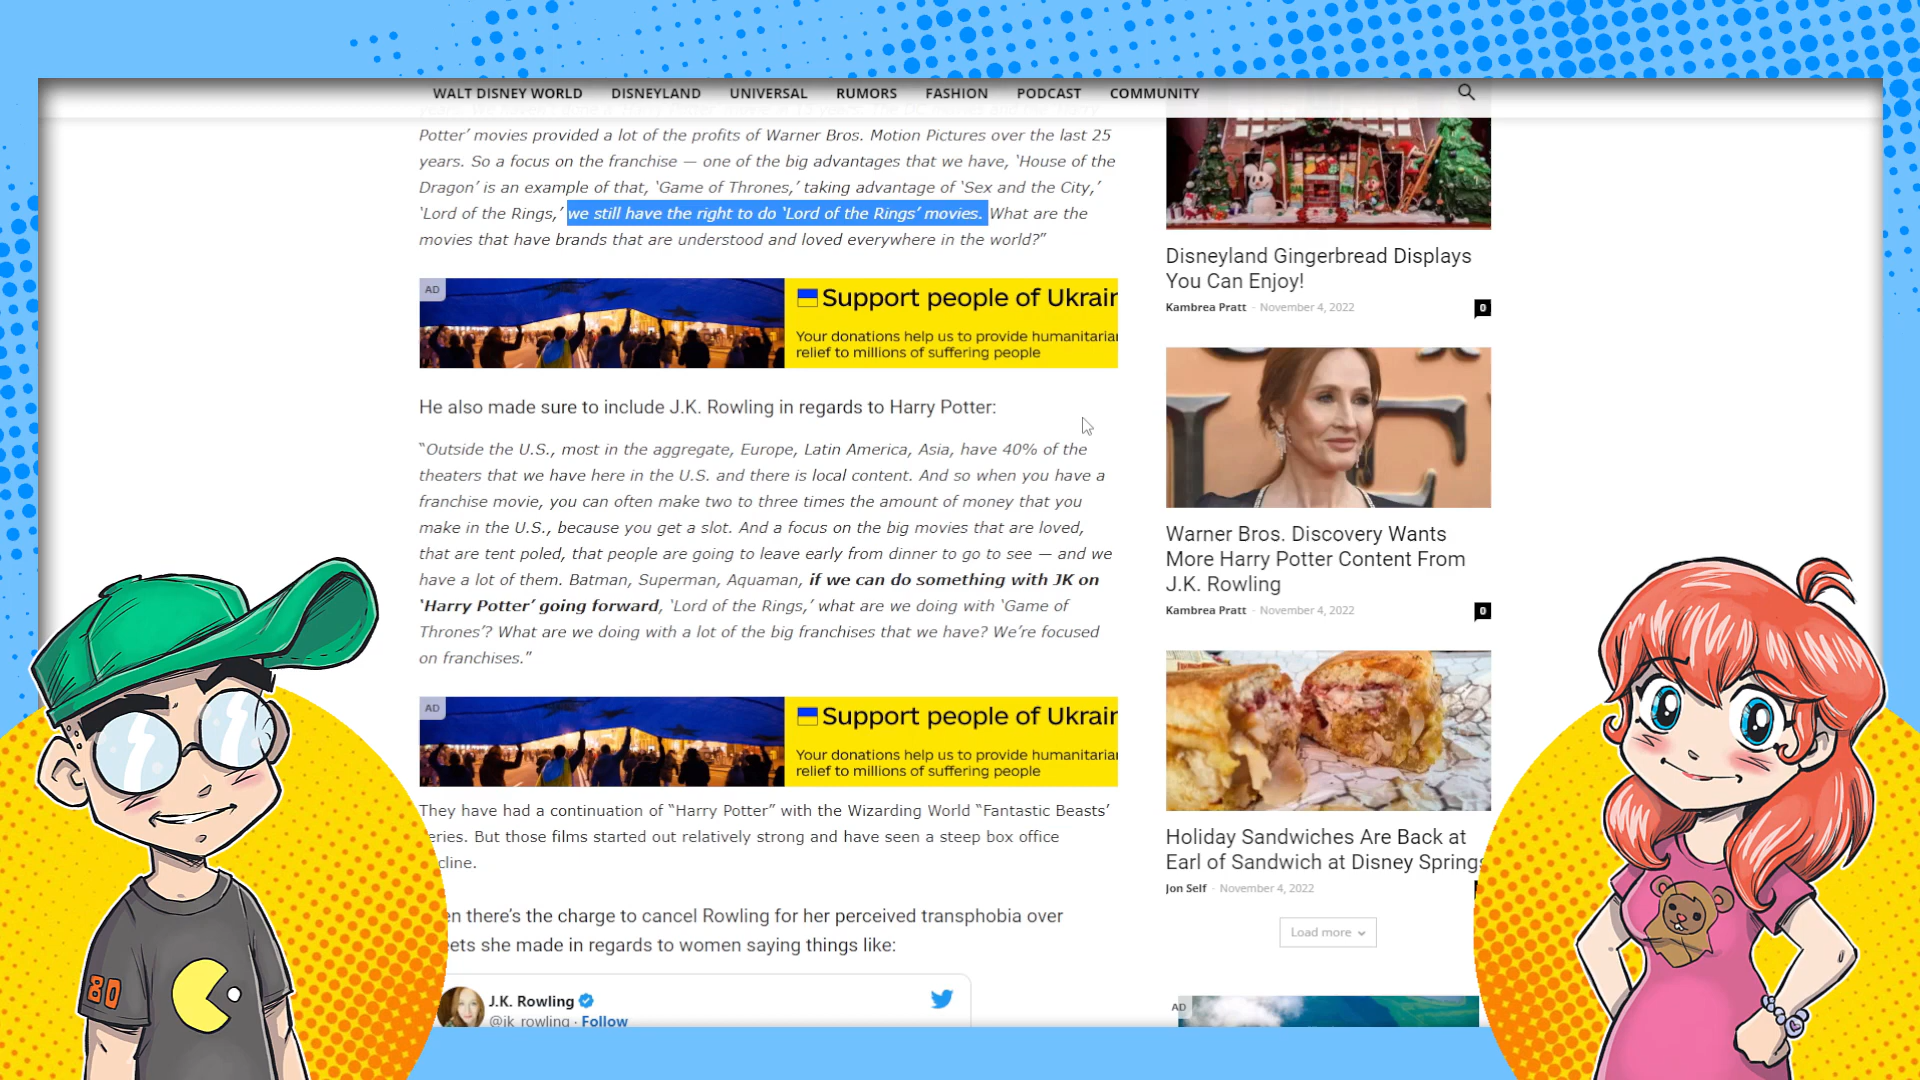 WALT DISNEY WORLD DISNEYLAND UNIVERSAL RUMORS FASHION PODCAST COMMUNITY
Potter’ movies provided a lot of the profits of Warner Bros. Motion Pictures over the last 25
years. So a focus on the franchise — one of the big advantages that we have, ‘House of the
Dragon’ is an example of that, ‘Game of Thrones,’ taking advantage of ‘Sex and the City,’
‘Lord of the Rings,’ we still have the right to do ‘Lord of the Rings’ movies. What are the
movies that have brands that are understood and loved everywhere in the world?”
AD
Support people of Ukrain
Your donations help us to provide humanitarian
relief to millions of suffering people
He also made sure to include J.K. Rowling in regards to Harry Potter:
“Outside the U.S., most in the aggregate, Europe, Latin America, Asia, have 40% of the
theaters that we have here in the U.S. and there is local content. And so when you have a
franchise movie, you can often make two to three times the amount of money that you
make in the U.S., because you get a slot. And a focus on the big movies that are loved,
that are tent poled, that people are going to leave early from dinner to go to see — and we
have a lot of them. Batman, Superman, Aquaman, if we can do something with JK on
‘Harry Potter’ going forward, ‘Lord of the Rings,’ what are we doing with ‘Game of
Thrones’? What are we doing with a lot of the big franchises that we have? We’re focused
on franchises.”
AD
Support people of Ukrain
Your donations help us to provide humanitarian
relief to millions of suffering people
They have had a continuation of “Harry Potter” with the Wizarding World “Fantastic Beasts’
eries. But those films started out relatively strong and have seen a steep box office
cline.
en there’s the charge to cancel Rowling for her perceived transphobia over
eets she made in regards to women saying things like:
J.K. Rowling
@jk_rowling · Follow
Disneyland Gingerbread Displays
You Can Enjoy!
Kambrea Pratt - November 4, 2022 0
Warner Bros. Discovery Wants
More Harry Potter Content From
J.K. Rowling
Kambrea Pratt - November 4, 2022 0
Holiday Sandwiches Are Back at
Earl of Sandwich at Disney Springs
Jon Self - November 4, 2022
Load more
AD
80